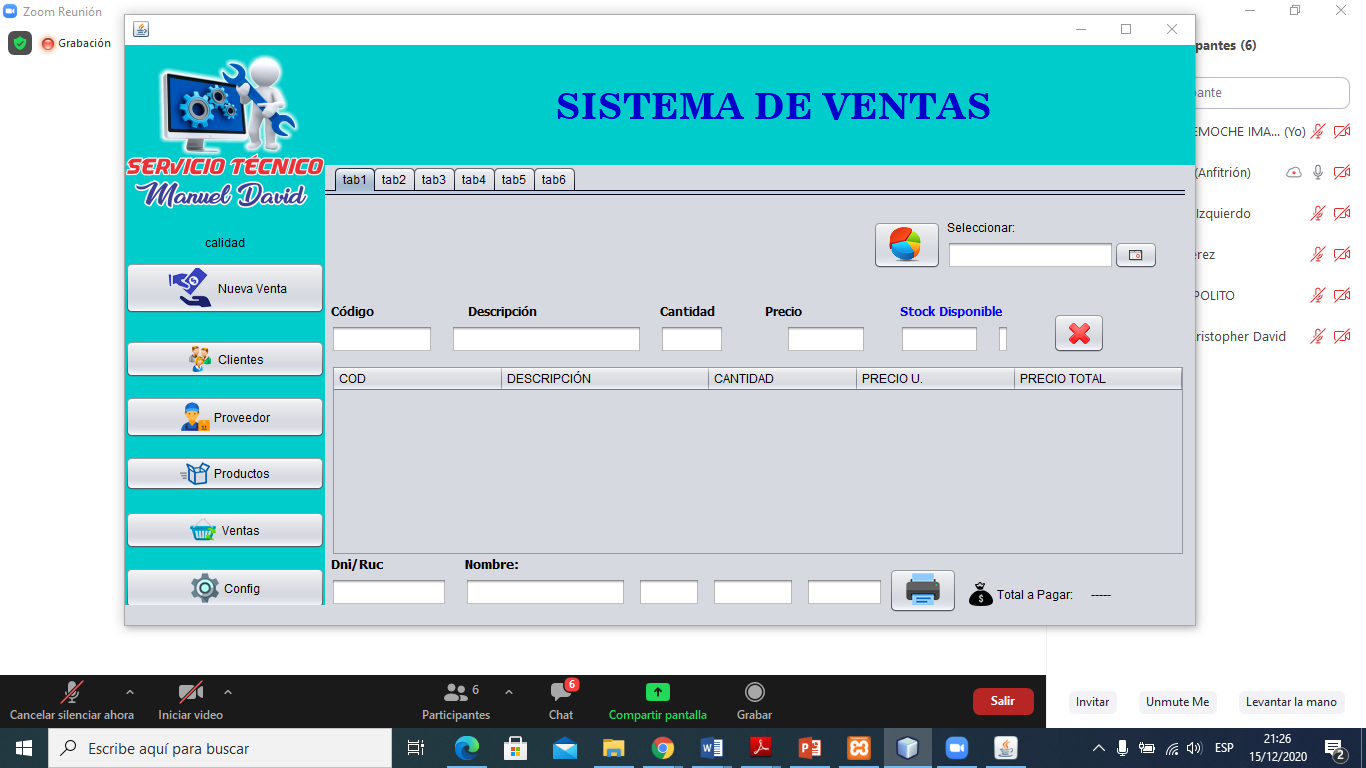 Zoom Reunión
Grabación
pantes (6)
SISTEMA DE VENTAS
pante
SERVICIO TÉCNICO
Manuel David
calidad
Nueva Venta
Clientes
Proveedor
Productos
Ventas
Config
tab1 tab2 tab3 tab4 tab5 tab6
Seleccionar:
Código Descripción Cantidad Precio Stock Disponible
COD DESCRIPCIÓN CANTIDAD PRECIO U. PRECIO TOTAL
Dni/Ruc Nombre:
Total a Pagar: -----
EMOCHE IMA... (Yo)
(Anfitrión)
Izquierdo
rez
POLITO
ristopher David
Cancelar silenciar ahora
Iniciar video
6
Participantes
6
Chat
Compartir pantalla
Grabar
Salir
Invitar
Unmute Me
Levantar la mano
Escribe aquí para buscar
ESP
21:26
15/12/2020
2